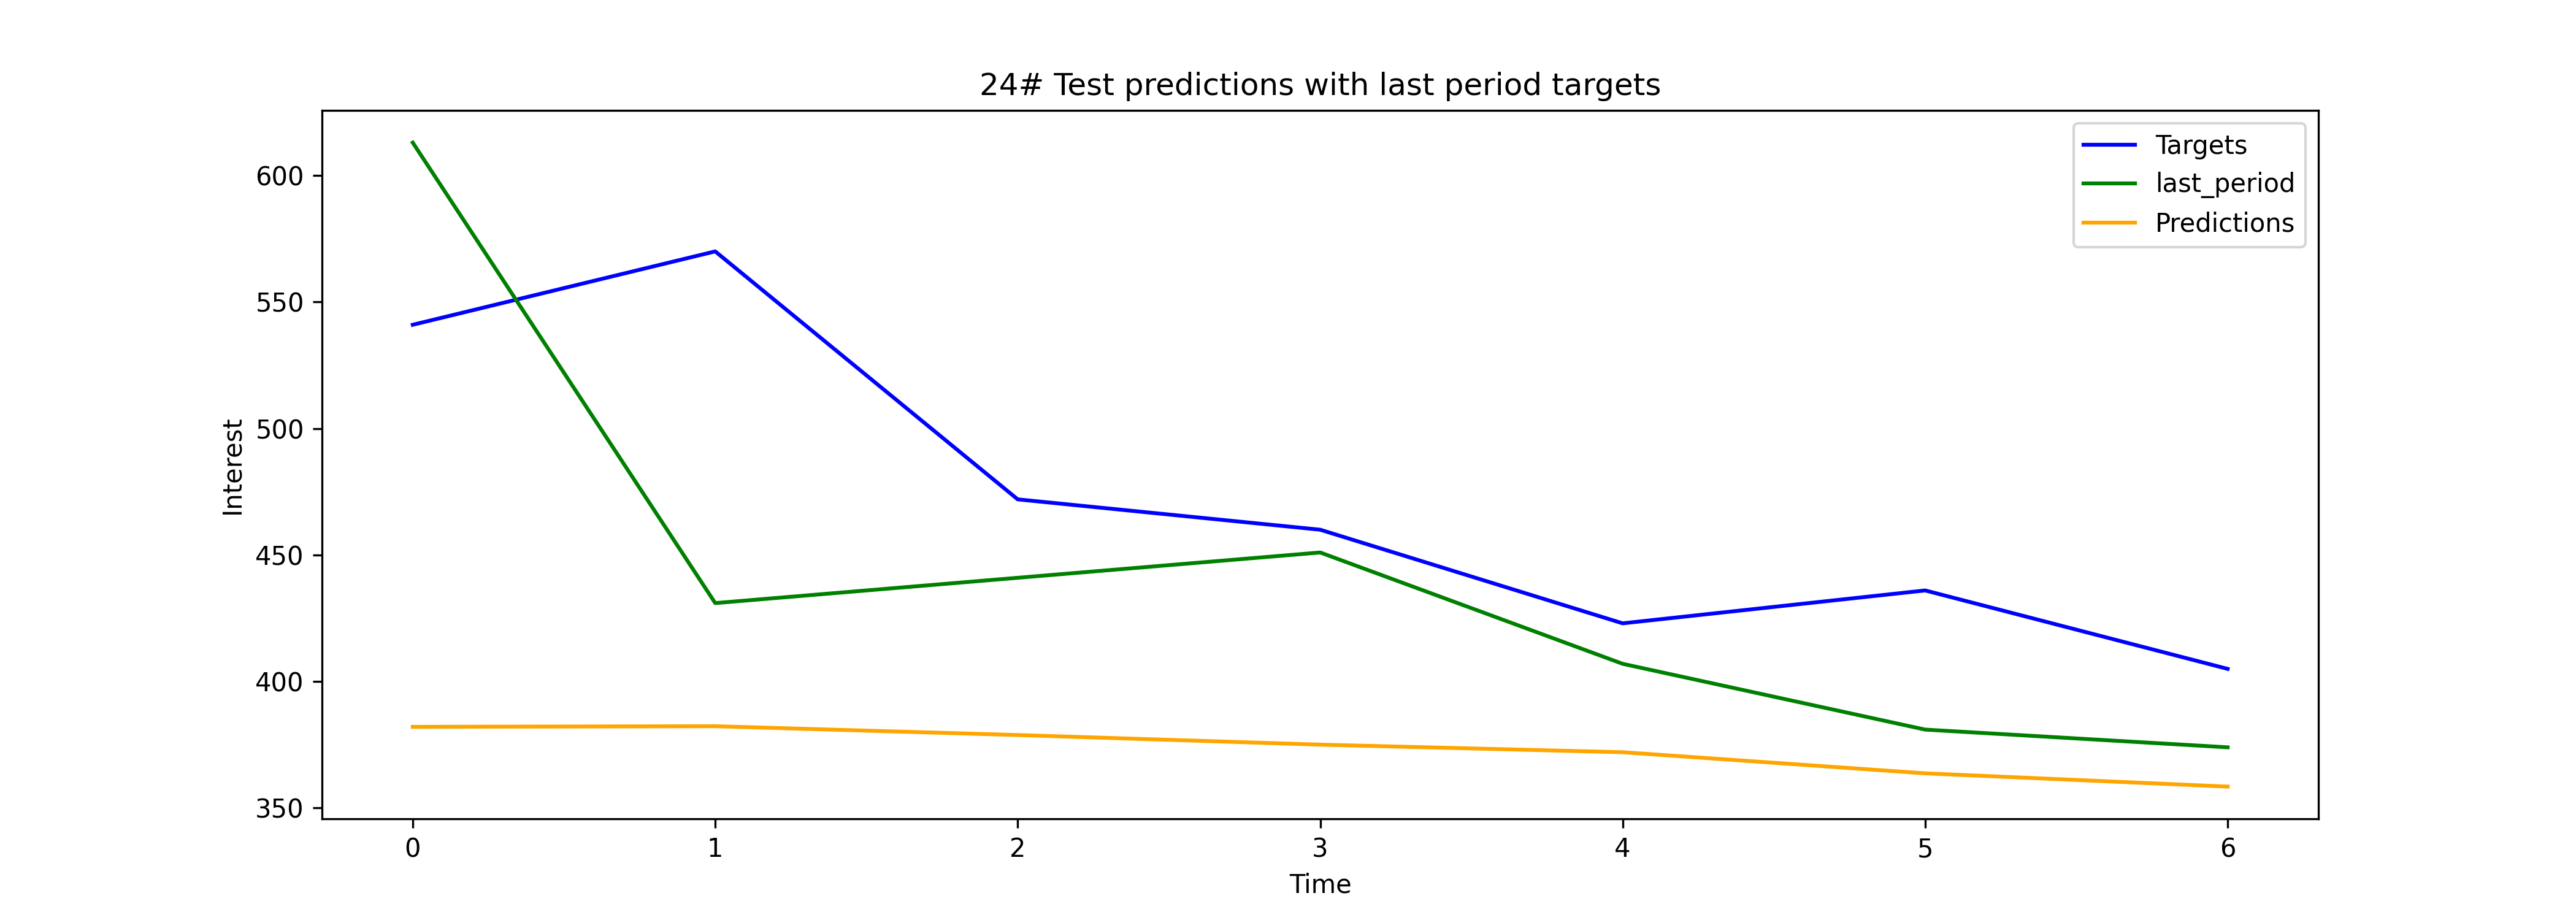 24# Test predictions with last period targets
Targets
last_period
Predictions
Interest
600
550
500
450
400
350
0 1 2 3 4 5 6
Time